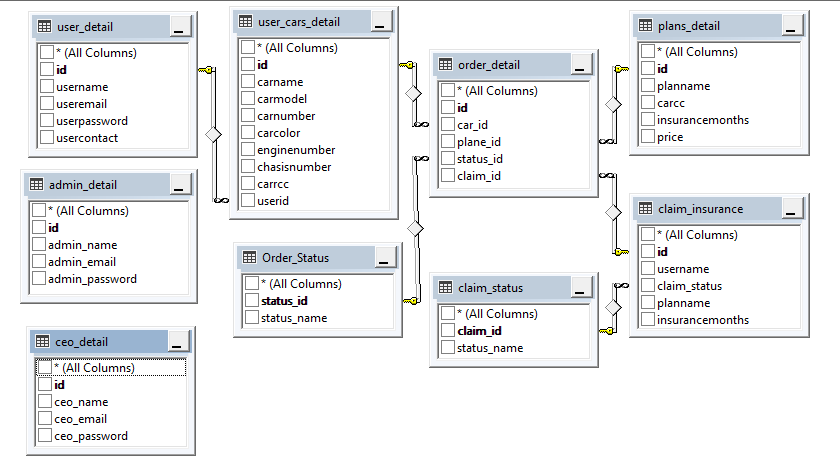 user_detail
* (All Columns)
id
username
useremail
userpassword
usercontact
user_cars_detail
* (All Columns)
id
carname
carmodel
carnumber
carcolor
enginenumber
chasisnumber
carrcc
userid
order_detail
* (All Columns)
id
car_id
plane_id
status_id
claim_id
plans_detail
* (All Columns)
id
planname
carcc
insurancemonths
price
admin_detail
* (All Columns)
id
admin_name
admin_email
admin_password
Order_Status
* (All Columns)
status_id
status_name
claim_status
* (All Columns)
claim_id
status_name
claim_insurance
* (All Columns)
id
username
claim_status
planname
insurancemonths
ceo_detail
* (All Columns)
id
ceo_name
ceo_email
ceo_password